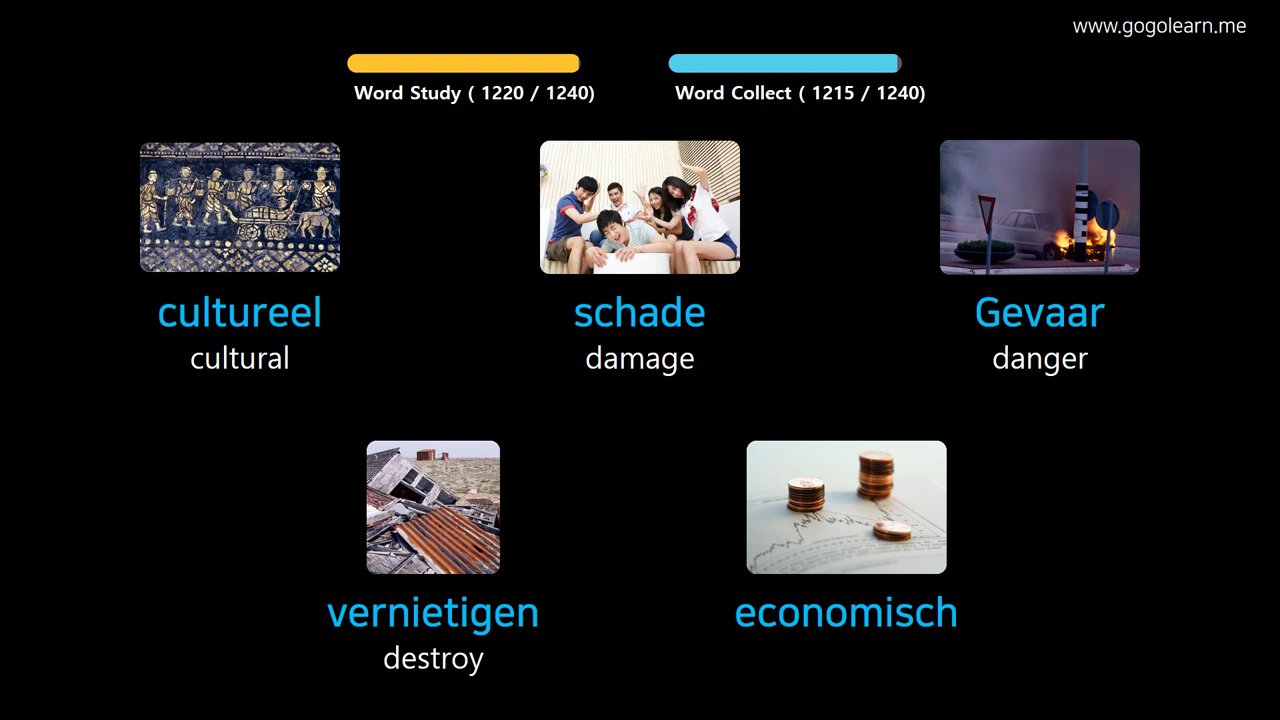 www.gogolearn.me
Word Study ( 1220 / 1240)
Word Collect ( 1215 / 1240)
cultureel
cultural
schade
damage
Gevaar
danger
vernietigen
destroy
economisch